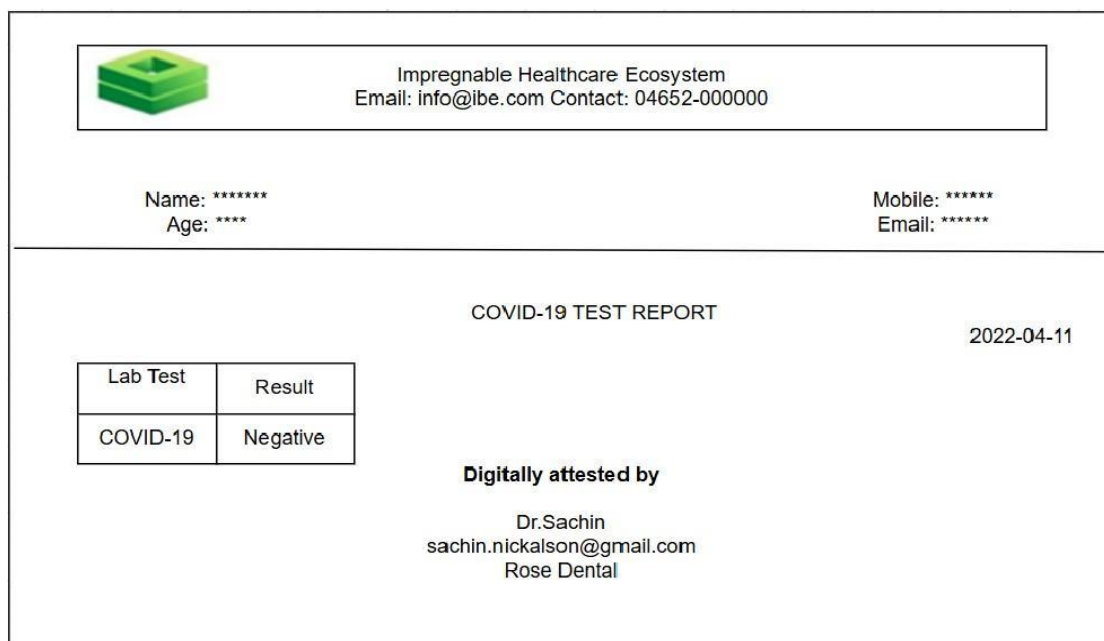 Impregnable Healthcare Ecosystem
Email: info@ibe.com Contact: 04652-000000
Name: *******
Age: ****
Mobile: ******
Email: ******
COVID-19 TEST REPORT
2022-04-11
Lab Test Result
COVID-19 Negative
Digitally attested by
Dr.Sachin
sachin.nickalson@gmail.com
Rose Dental